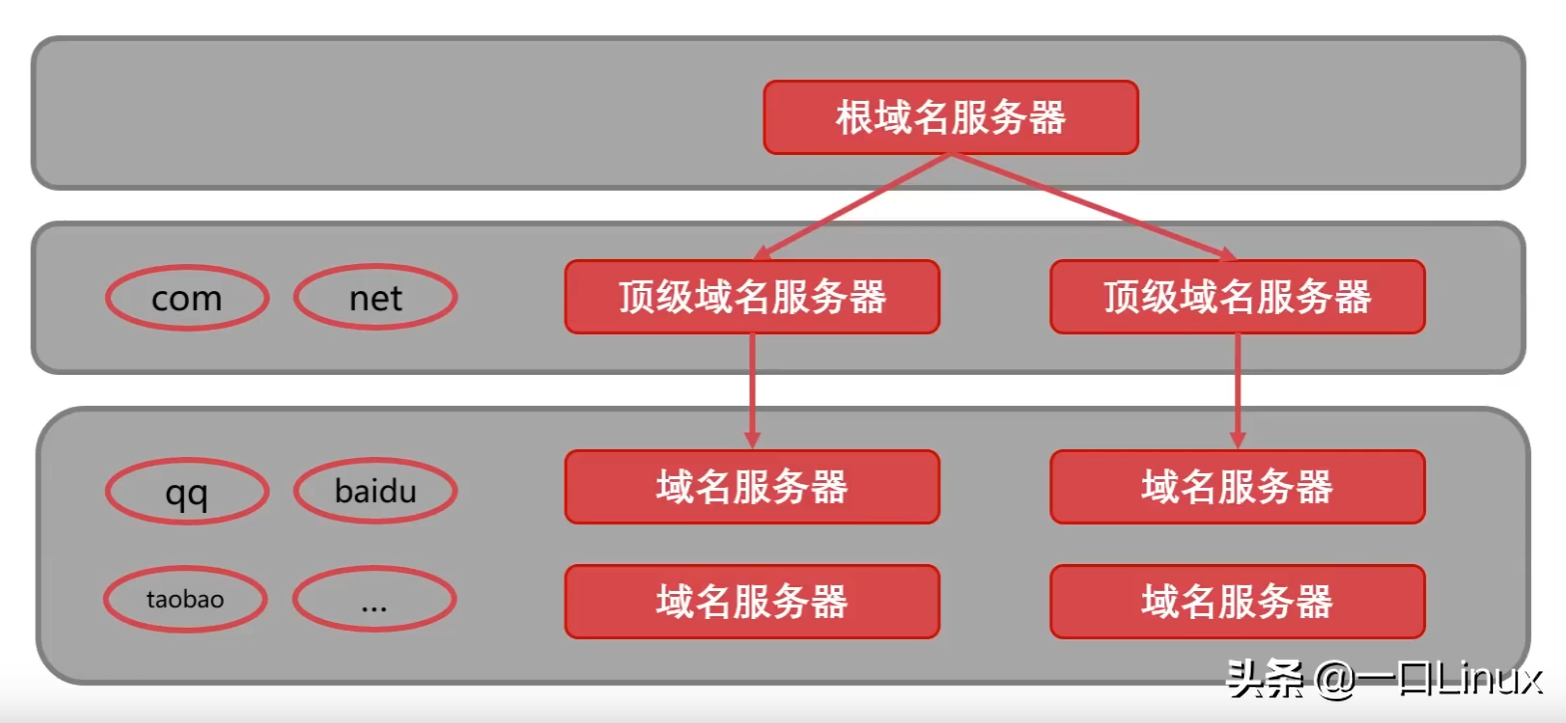 根域名服务器
com
net
顶级域名服务器
顶级域名服务器
qq
baidu
域名服务器
域名服务器
taobao
...
域名服务器
域名服务器
头条 @一口Linux